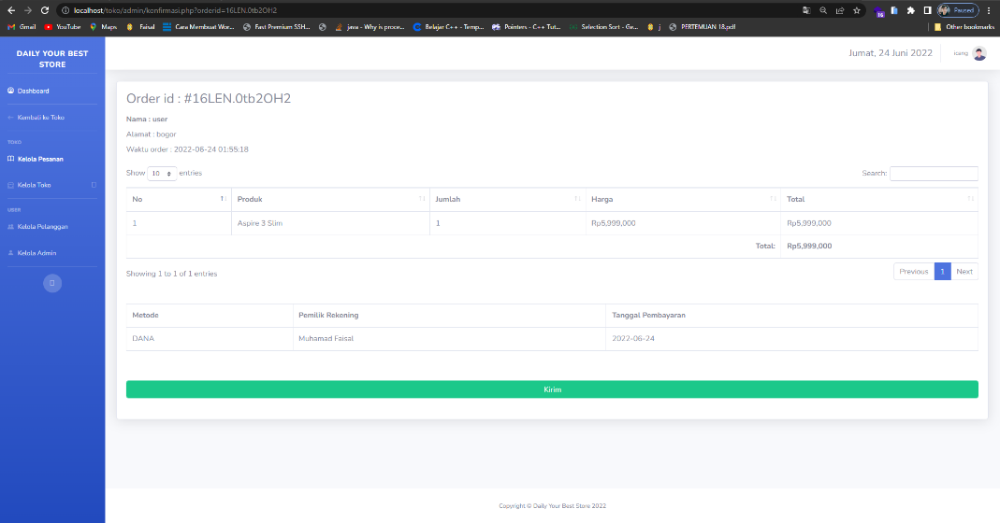 localhost/toko/admin/konfirmasi.php?orderid=16LEN.0tb2OH2
16
Paused
Gmail
YouTube
Maps
Faisal
Cara Membuat Wor...
Fast Premium SSH...
java - Why is proce...
Belajar C++ - Temp...
Pointers - C++ Tut...
Selection Sort - Ge...
j
PERTEMUAN 18.pdf
Other bookmarks
DAILY YOUR BEST
STORE
Dashboard
Kembali ke Toko
TOKO
Kelola Pesanan
Kelola Toko
USER
Kelola Pelanggan
Kelola Admin
Jumat, 24 Juni 2022
icang
Order id : #16LEN.0tb2OH2
Nama : user
Alamat : bogor
Waktu order : 2022-06-24 01:55:18
Show 10 entries
Search:
No Produk Jumlah Harga Total
1 Aspire 3 Slim 1 Rp5,999,000 Rp5,999,000
Total: Rp5,999,000
Showing 1 to 1 of 1 entries
Previous 1 Next
Metode Pemilik Rekening Tanggal Pembayaran
DANA Muhamad Faisal 2022-06-24
Kirim
Copyright © Daily Your Best Store 2022